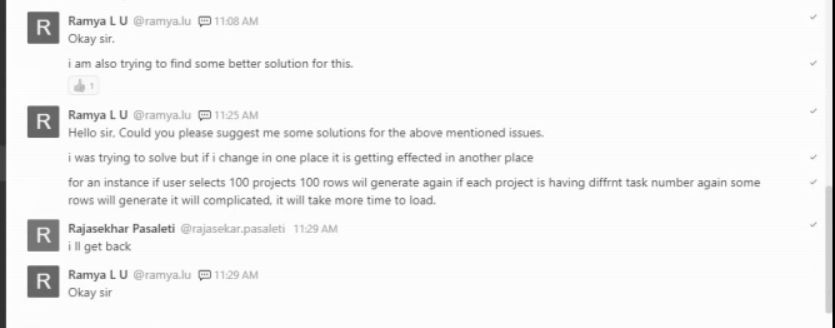 R Ramya L U @ramya.lu 11:08 AM
Okay sir.
i am also trying to find some better solution for this.
1
R Ramya L U @ramya.lu 11:25 AM
Hello sir. Could you please suggest me some solutions for the above mentioned issues.
i was trying to solve but if i change in one place it is getting effected in another place
for an instance if user selects 100 projects 100 rows wil generate again if each project is having diffrnt task number again some
rows will generate it will complicated, it will take more time to load.
R Rajasekhar Pasaleti @rajasekar.pasaleti 11:29 AM
i ll get back
R Ramya L U @ramya.lu 11:29 AM
Okay sir